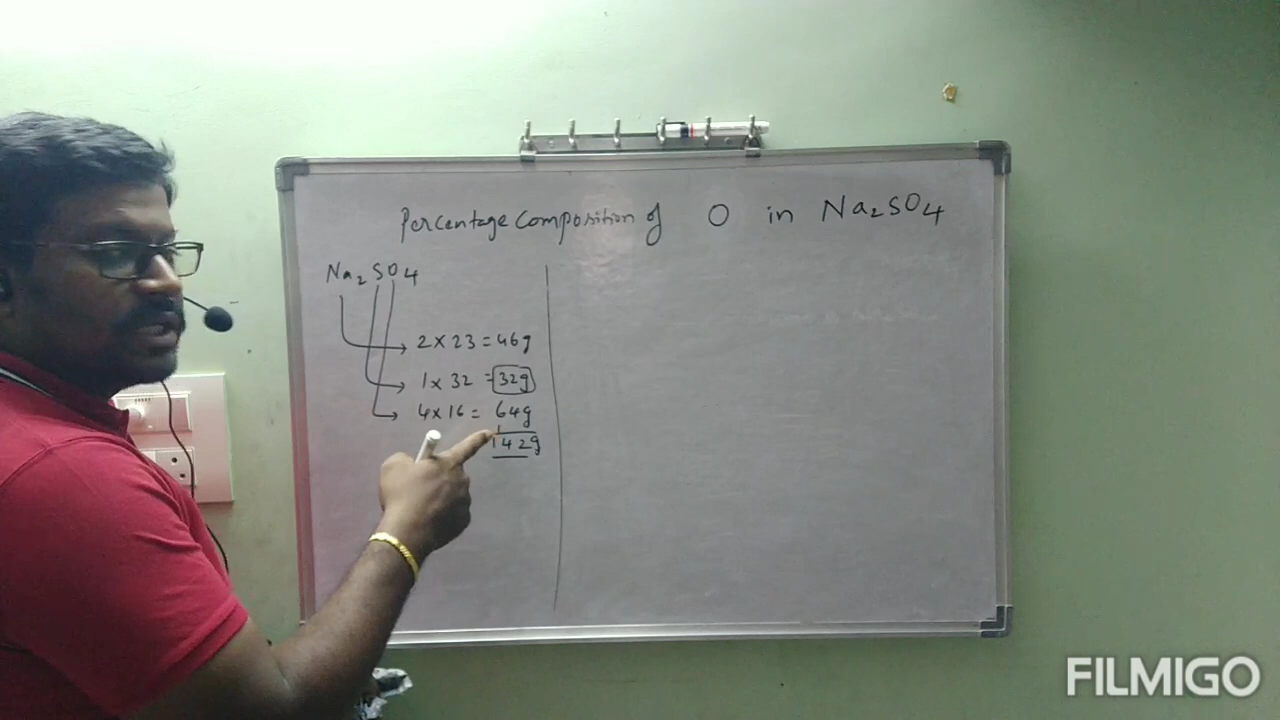 Percentage Composition of O in Na₂SO₄
Na₂SO₄
2 × 23 = 46g
1 × 32 = 32g
4 × 16 = 64g
142g
FILMIGO